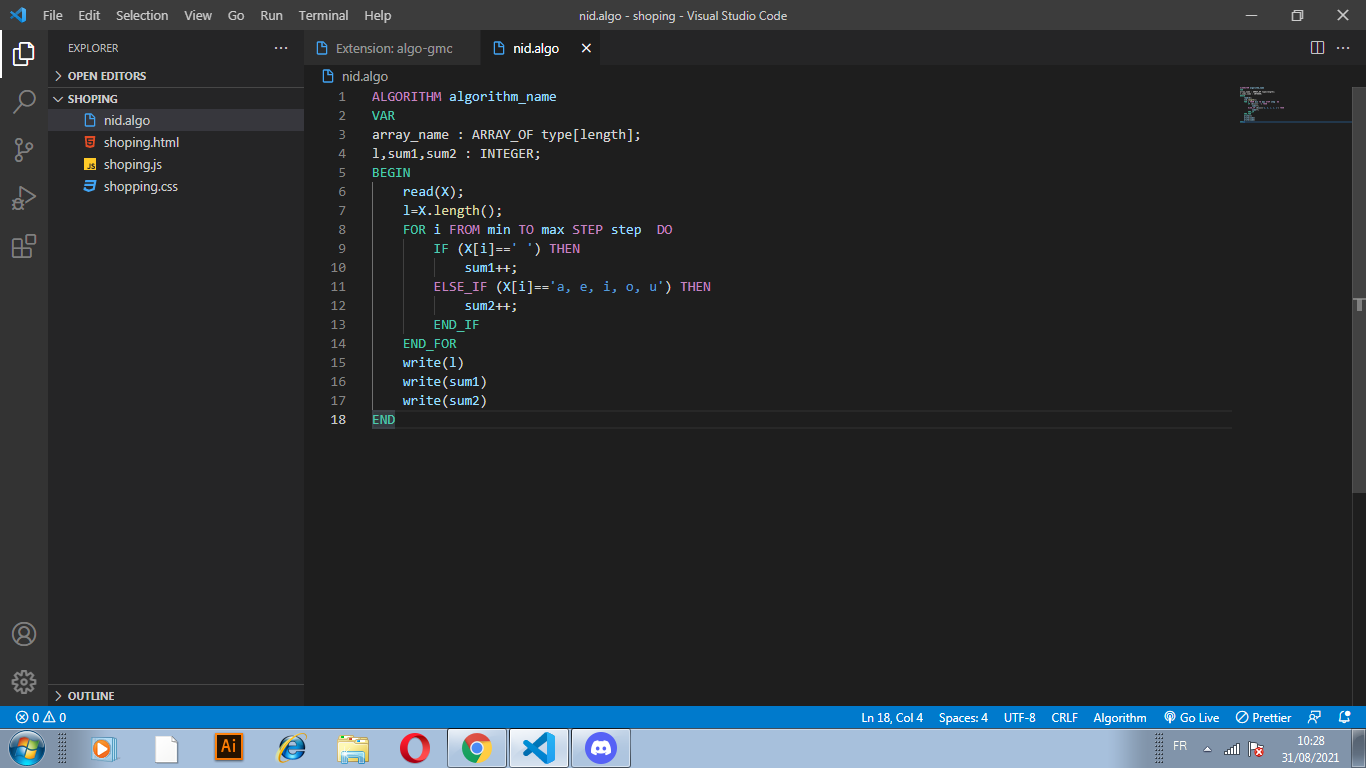 File Edit Selection View Go Run Terminal Help nid.algo - shoping - Visual Studio Code
EXPLORER
OPEN EDITORS
SHOPING
nid.algo
shoping.html
JS shoping.js
shopping.css
OUTLINE
Extension: algo-gmc nid.algo
nid.algo
1 ALGORITHM algorithm_name
2 VAR
3 array_name : ARRAY_OF type[length];
4 l,sum1,sum2 : INTEGER;
5 BEGIN
6 read(X);
7 l=X.length();
8 FOR i FROM min TO max STEP step  DO
9 IF (X[i]==' ') THEN
10 sum1++;
11 ELSE_IF (X[i]=='a, e, i, o, u') THEN
12 sum2++;
13 END_IF
14 END_FOR
15 write(l)
16 write(sum1)
17 write(sum2)
18 END
0 0 Ln 18, Col 4 Spaces: 4 UTF-8 CRLF Algorithm Go Live Prettier
Ai FR 10:28
31/08/2021